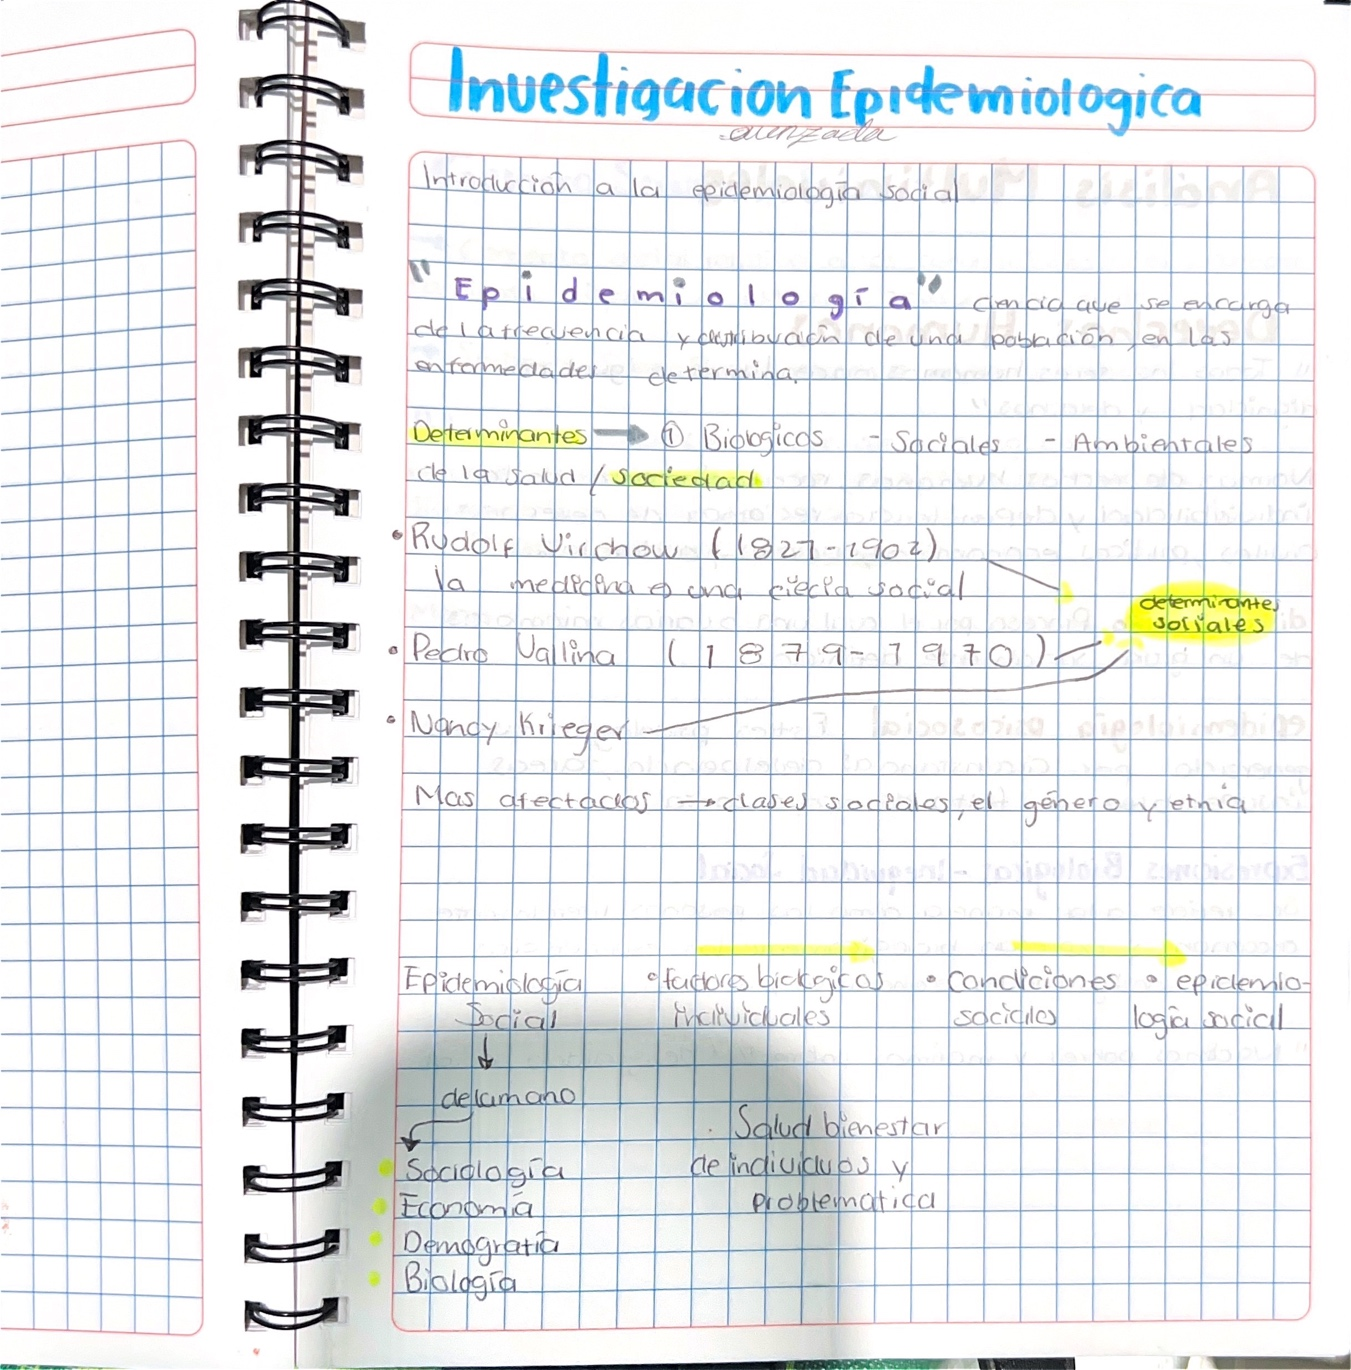 Investigacion Epidemiologica
avanzada
Introducción a la epidemiología social
"Epidemiología" ciencia que se encarga
de la frecuencia y distribución de una población, en las
enfermedades determina.
Determinantes → ① Biologicos - Sociales - Ambientales
de la salud / sociedad
• Rudolf Virchow (1827-1902)
la medicina una ciecia social
determinantes
sociales
• Pedro Vallina (1879-1970)
• Nancy Krieger
Mas afectados → clases sociales, el género y etnia
Epidemiología • factores biologicos • Condiciones • epidemio-
Social individuales sociales logía social
↓
de la mano
Salud bienestar
• Sociología de individuos y
• Economía problematica
• Demografía
• Biología